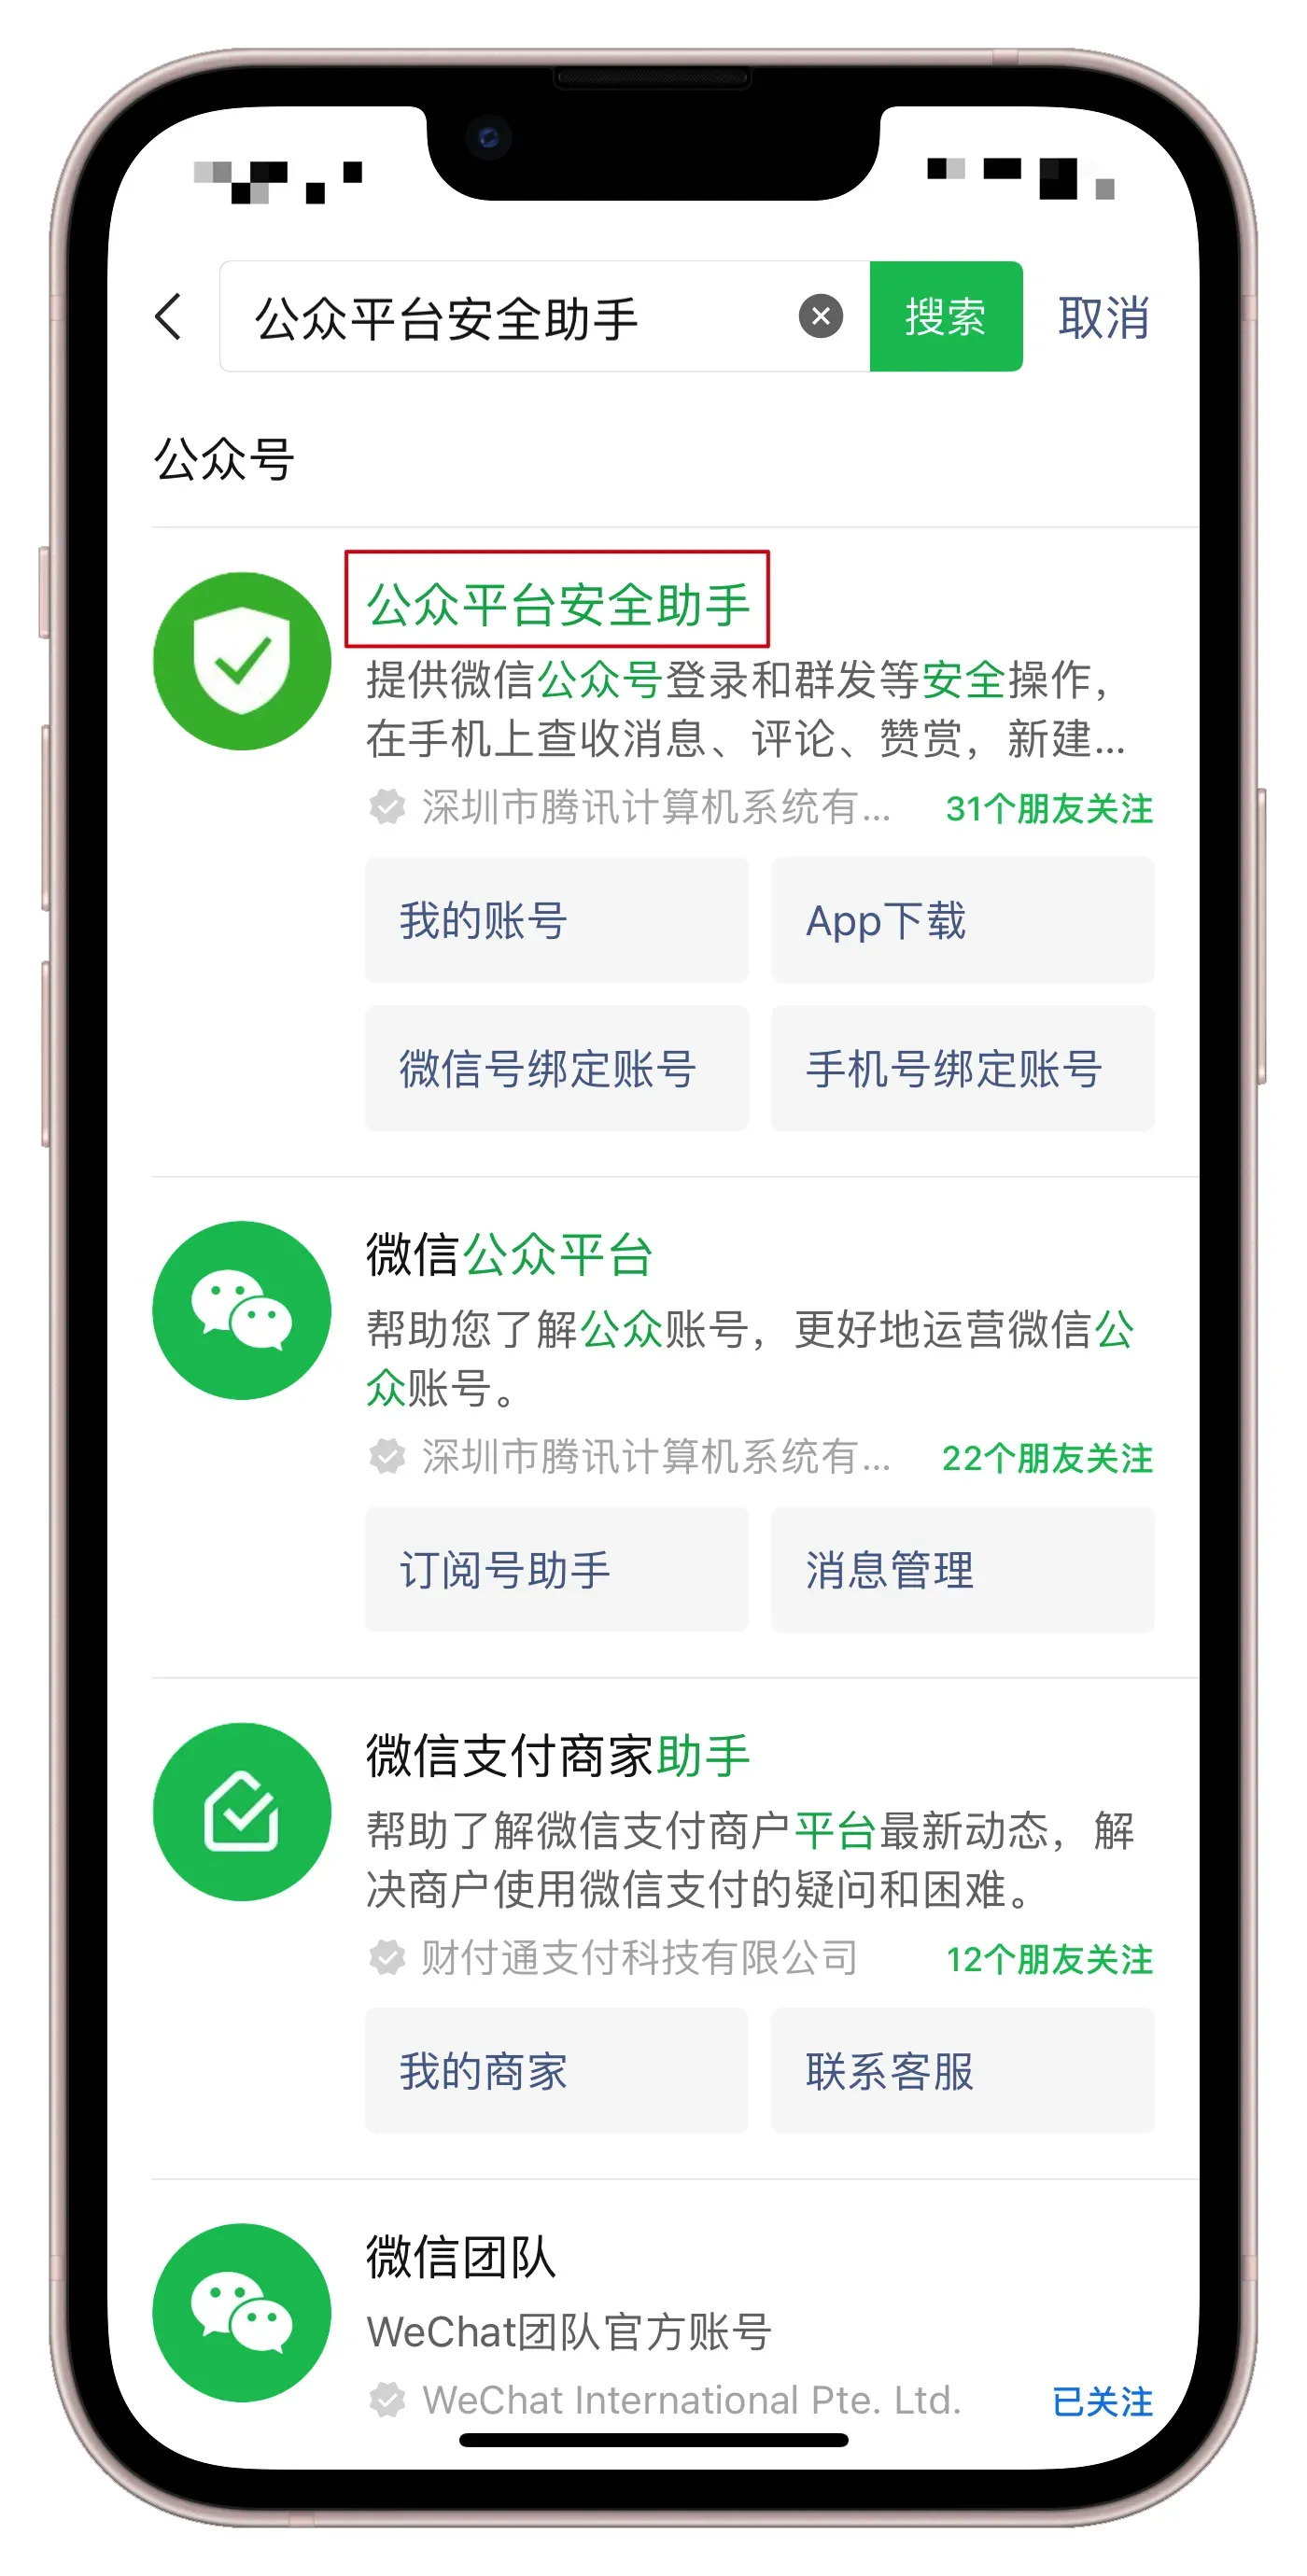 公众平台安全助手
搜索
取消
公众号
公众平台安全助手
提供微信公众号登录和群发等安全操作，
在手机上查收消息、评论、赞赏，新建...
深圳市腾讯计算机系统有... 31个朋友关注
我的账号
App下载
微信号绑定账号
手机号绑定账号
微信公众平台
帮助您了解公众账号，更好地运营微信公
众账号。
深圳市腾讯计算机系统有... 22个朋友关注
订阅号助手
消息管理
微信支付商家助手
帮助了解微信支付商户平台最新动态，解
决商户使用微信支付的疑问和困难。
财付通支付科技有限公司 12个朋友关注
我的商家
联系客服
微信团队
WeChat团队官方账号
WeChat International Pte. Ltd. 已关注